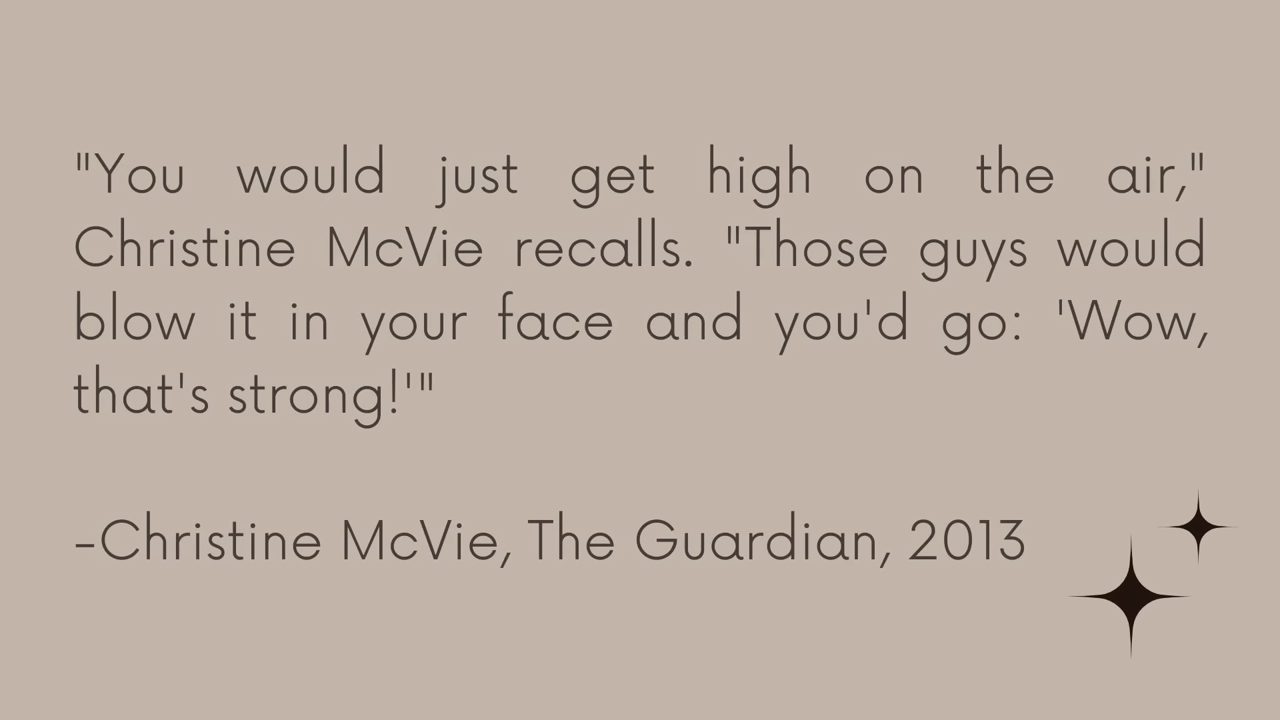 "You would just get high on the air,"
Christine McVie recalls. "Those guys would
blow it in your face and you'd go: 'Wow,
that's strong!'"
-Christine McVie, The Guardian, 2013